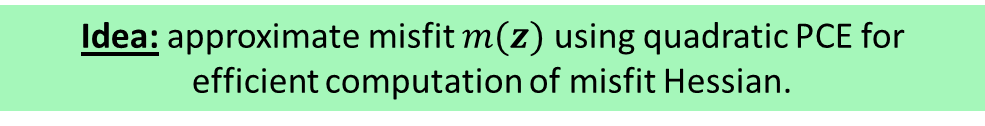 Idea: approximate misfit m(z) using quadratic PCE for
efficient computation of misfit Hessian.